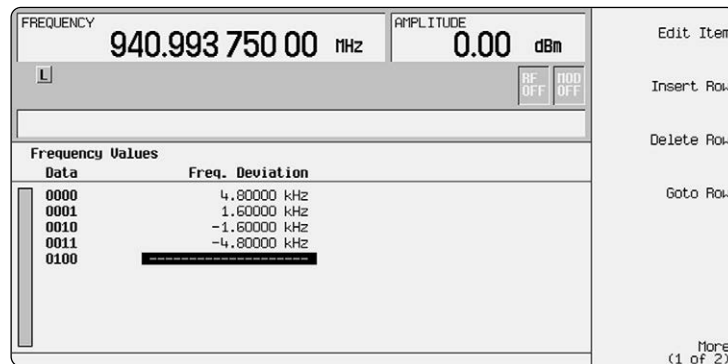 FREQUENCY
940.993 750 00 MHz
AMPLITUDE
0.00 dBm
L
RF OFF
MOD OFF
Frequency Values
Data Freq. Deviation
0000 4.80000 kHz
0001 1.60000 kHz
0010 -1.60000 kHz
0011 -4.80000 kHz
0100 --------------------
Edit Item
Insert Row
Delete Row
Goto Row
More
(1 of 2)